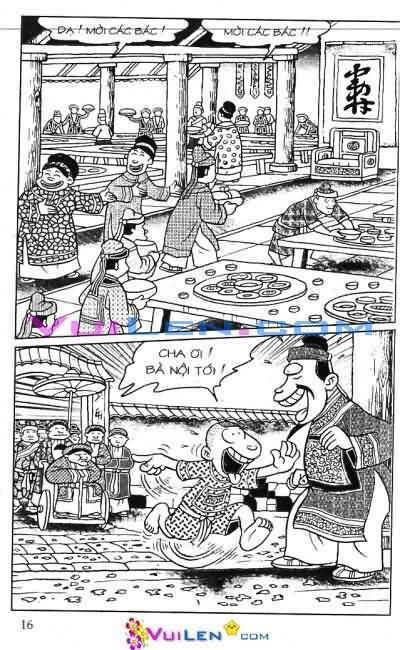 DẠ! MỜI CÁC BÁC!
MỜI CÁC BÁC!!
VUILEN.COM
CHA ƠI!
BÀ NỘI TỚI!
16
VUILEN.COM